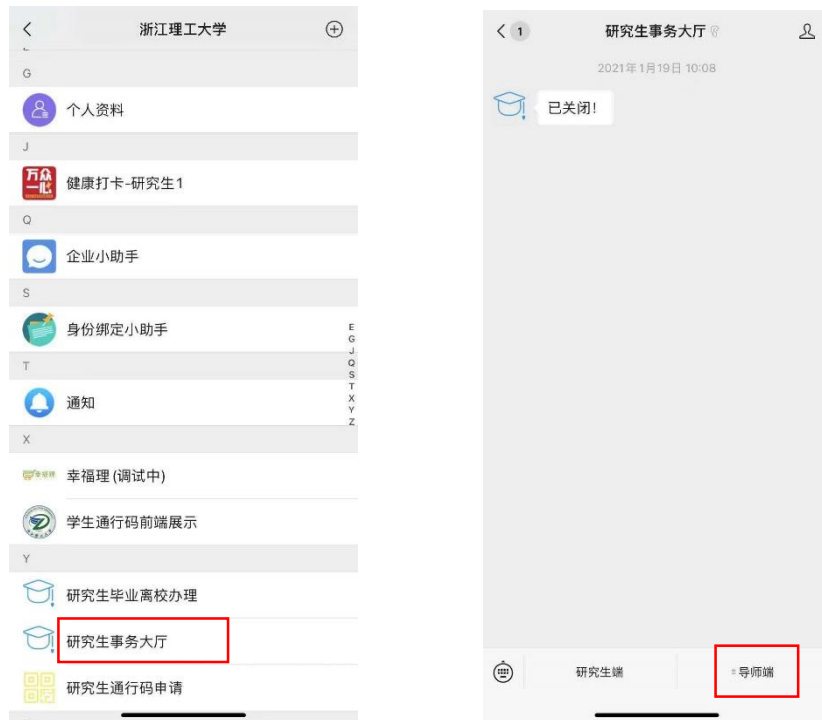 浙江理工大学
G
个人资料
J
万众
一心
健康打卡-研究生1
Q
企业小助手
S
身份绑定小助手
T
通知
X
幸福理 (调试中)
学生通行码前端展示
Y
研究生毕业离校办理
研究生事务大厅
研究生通行码申请
E
G
J
Q
S
T
X
Y
Z
1
研究生事务大厅
2021年1月19日 10:08
已关闭!
研究生端
导师端